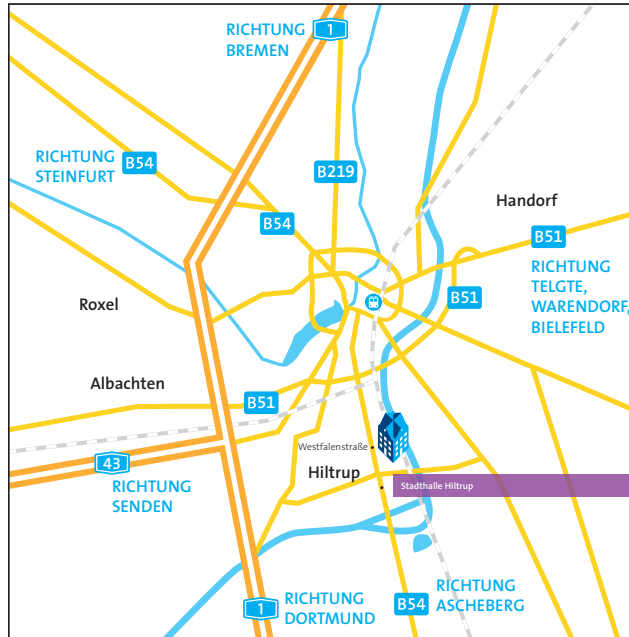 RICHTUNG
BREMEN
1
RICHTUNG
STEINFURT
B54
B219
B54
Handorf
B51
RICHTUNG
TELGTE,
WARENDORF,
BIELEFELD
B51
Roxel
Albachten
B51
Westfalenstraße
Hiltrup
Stadthalle Hiltrup
43
RICHTUNG
SENDEN
1
RICHTUNG
DORTMUND
B54
RICHTUNG
ASCHEBERG